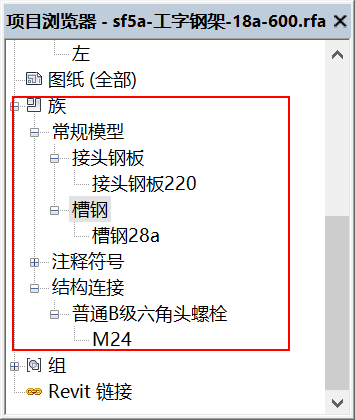 项目浏览器 - sf5a-工字钢架-18a-600.rfa
左
图纸 (全部)
族
常规模型
接头钢板
接头钢板220
槽钢
槽钢28a
注释符号
结构连接
普通B级六角头螺栓
M24
组
Revit 链接